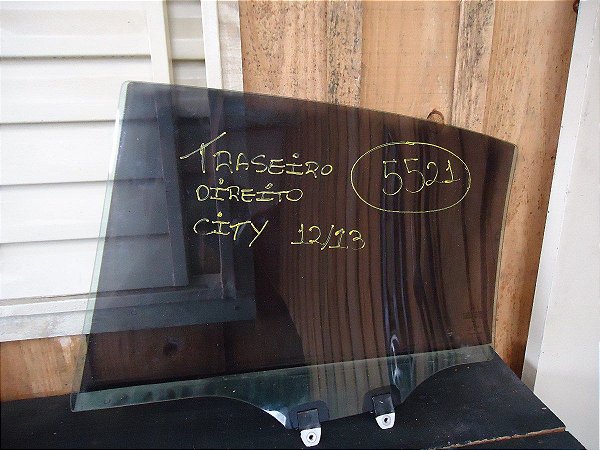 TRASEIRO
DIREITO
CITY 12/13
5521